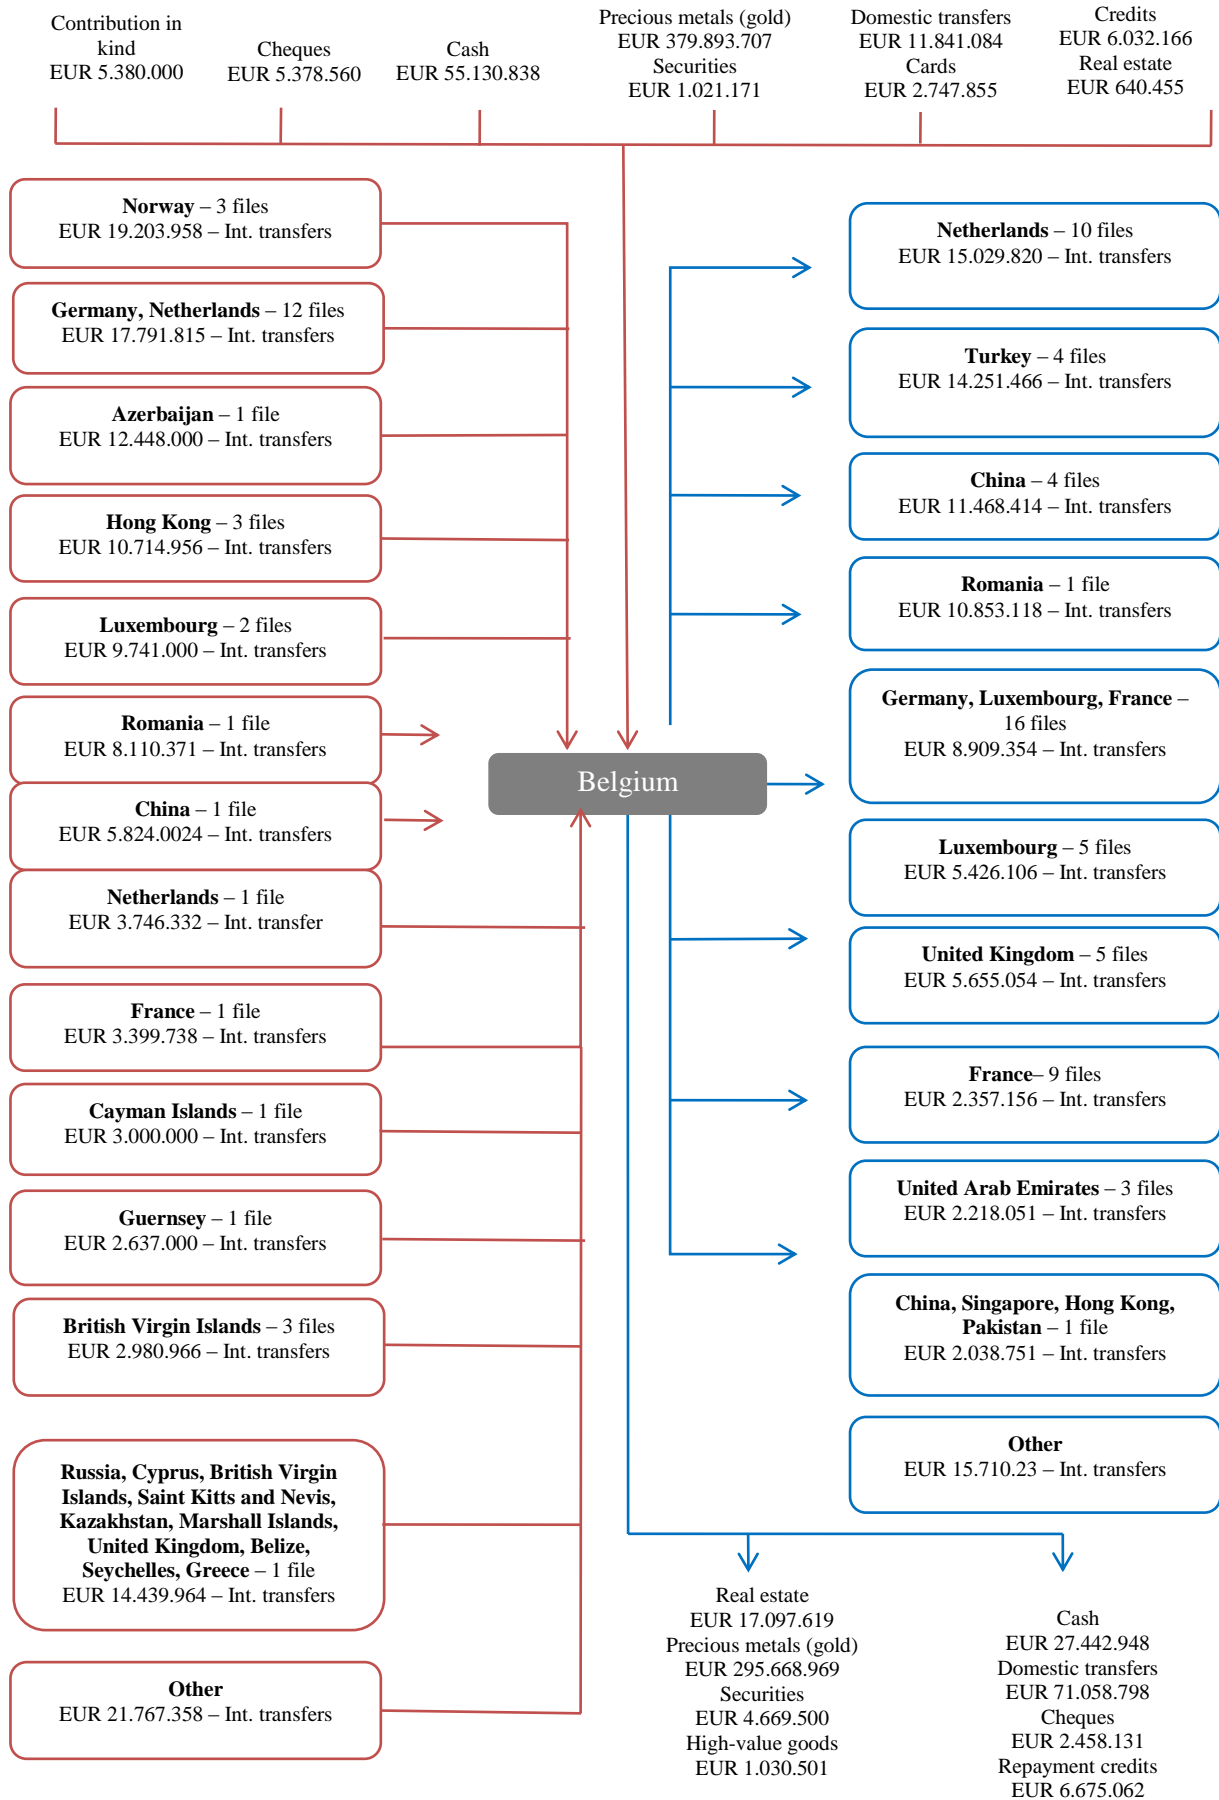 Contribution in
kind
EUR 5.380.000
Cheques
EUR 5.378.560
Cash
EUR 55.130.838
Precious metals (gold)
EUR 379.893.707
Securities
EUR 1.021.171
Domestic transfers
EUR 11.841.084
Cards
EUR 2.747.855
Credits
EUR 6.032.166
Real estate
EUR 640.455
Norway – 3 files
EUR 19.203.958 – Int. transfers
Germany, Netherlands – 12 files
EUR 17.791.815 – Int. transfers
Azerbaijan – 1 file
EUR 12.448.000 – Int. transfers
Hong Kong – 3 files
EUR 10.714.956 – Int. transfers
Luxembourg – 2 files
EUR 9.741.000 – Int. transfers
Romania – 1 file
EUR 8.110.371 – Int. transfers
China – 1 file
EUR 5.824.0024 – Int. transfers
Netherlands – 1 file
EUR 3.746.332 – Int. transfer
France – 1 file
EUR 3.399.738 – Int. transfers
Cayman Islands – 1 file
EUR 3.000.000 – Int. transfers
Guernsey – 1 file
EUR 2.637.000 – Int. transfers
British Virgin Islands – 3 files
EUR 2.980.966 – Int. transfers
Russia, Cyprus, British Virgin
Islands, Saint Kitts and Nevis,
Kazakhstan, Marshall Islands,
United Kingdom, Belize,
Seychelles, Greece – 1 file
EUR 14.439.964 – Int. transfers
Other
EUR 21.767.358 – Int. transfers
Belgium
Netherlands – 10 files
EUR 15.029.820 – Int. transfers
Turkey – 4 files
EUR 14.251.466 – Int. transfers
China – 4 files
EUR 11.468.414 – Int. transfers
Romania – 1 file
EUR 10.853.118 – Int. transfers
Germany, Luxembourg, France –
16 files
EUR 8.909.354 – Int. transfers
Luxembourg – 5 files
EUR 5.426.106 – Int. transfers
United Kingdom – 5 files
EUR 5.655.054 – Int. transfers
France– 9 files
EUR 2.357.156 – Int. transfers
United Arab Emirates – 3 files
EUR 2.218.051 – Int. transfers
China, Singapore, Hong Kong,
Pakistan – 1 file
EUR 2.038.751 – Int. transfers
Other
EUR 15.710.23 – Int. transfers
Real estate
EUR 17.097.619
Precious metals (gold)
EUR 295.668.969
Securities
EUR 4.669.500
High-value goods
EUR 1.030.501
Cash
EUR 27.442.948
Domestic transfers
EUR 71.058.798
Cheques
EUR 2.458.131
Repayment credits
EUR 6.675.062